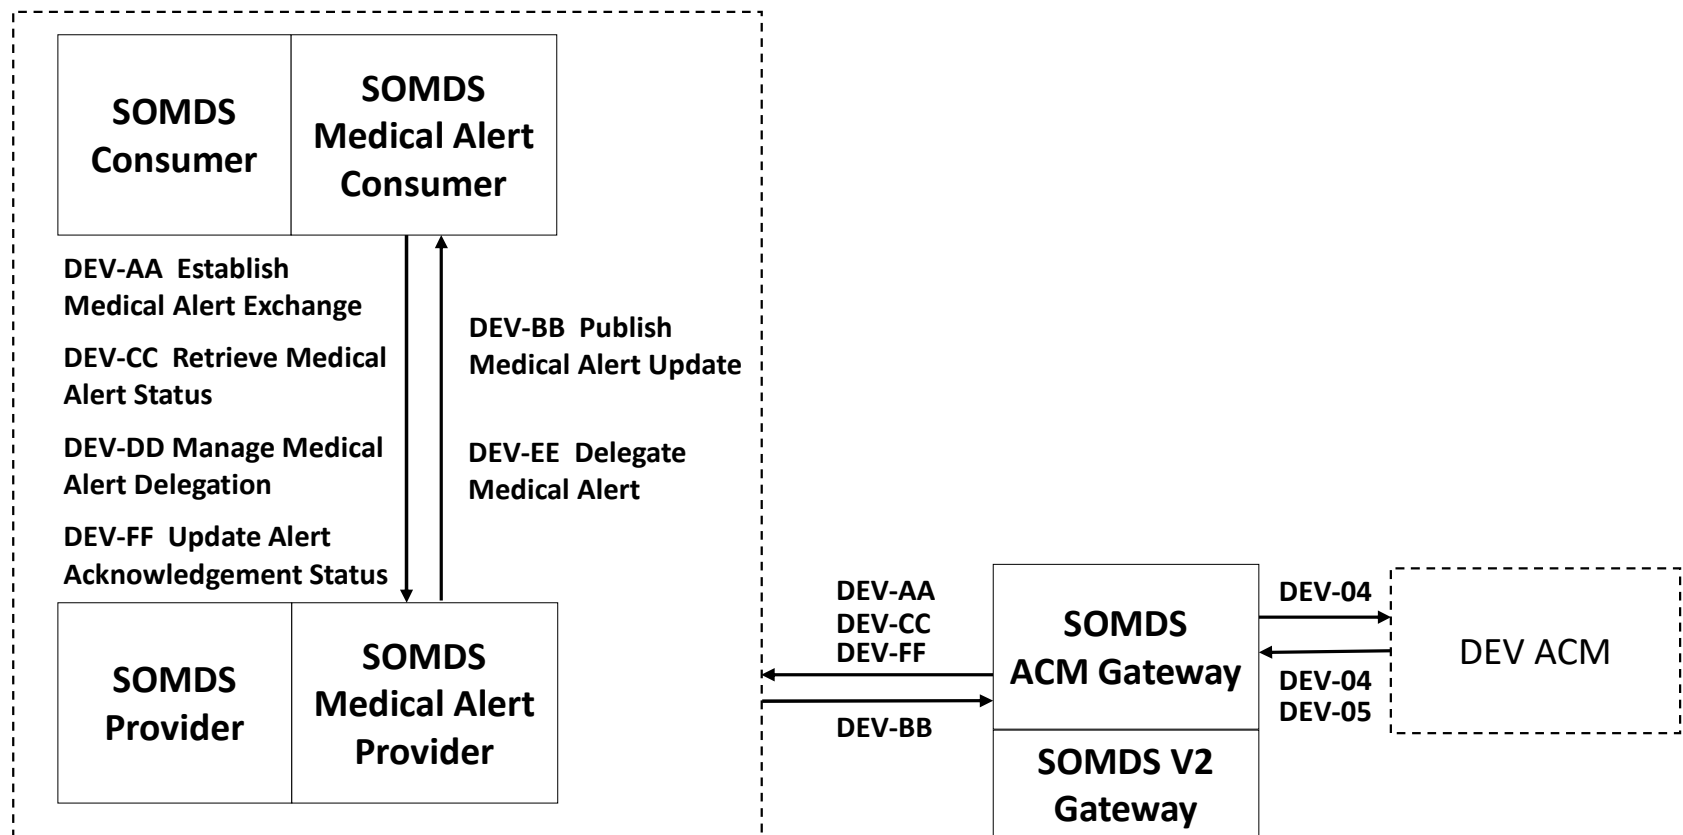 SOMDS
Consumer
SOMDS
Medical Alert
Consumer
DEV-AA  Establish
Medical Alert Exchange
DEV-CC  Retrieve Medical
Alert Status
DEV-DD Manage Medical
Alert Delegation
DEV-FF  Update Alert
Acknowledgement Status
DEV-BB  Publish
Medical Alert Update
DEV-EE  Delegate
Medical Alert
SOMDS
Provider
SOMDS
Medical Alert
Provider
DEV-AA
DEV-CC
DEV-FF
DEV-BB
SOMDS
ACM Gateway
SOMDS V2
Gateway
DEV-04
DEV-04
DEV-05
DEV ACM